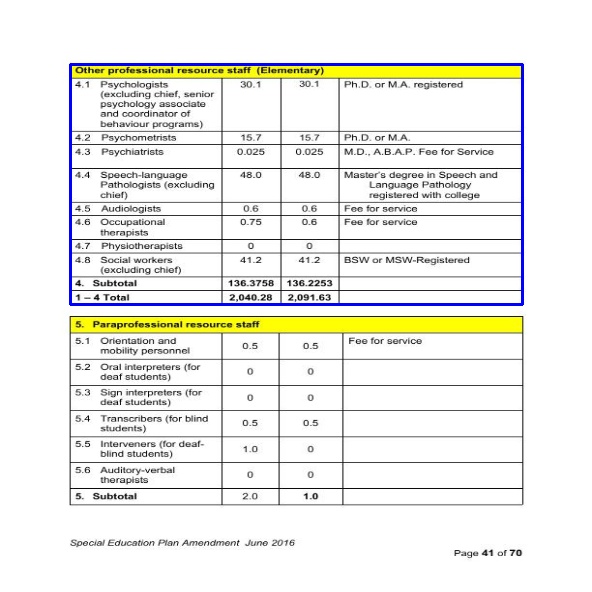 Other professional resource staff (Elementary)
4.1 Psychologists 30.1 30.1 Ph.D. or M.A. registered
(excluding chief, senior
psychology associate
and coordinator of
behaviour programs)
4.2 Psychometrists 15.7 15.7 Ph.D. or M.A.
4.3 Psychiatrists 0.025 0.025 M.D., A.B.A.P. Fee for Service
4.4 Speech-language 48.0 48.0 Master's degree in Speech and
Pathologists (excluding Language Pathology
chief) registered with college
4.5 Audiologists 0.6 0.6 Fee for service
4.6 Occupational 0.75 0.6 Fee for service
therapists
4.7 Physiotherapists 0 0
4.8 Social workers 41.2 41.2 BSW or MSW-Registered
(excluding chief)
4. Subtotal 136.3758 136.2253
1 – 4 Total 2,040.28 2,091.63
5. Paraprofessional resource staff
5.1 Orientation and 0.5 0.5 Fee for service
mobility personnel
5.2 Oral interpreters (for 0 0
deaf students)
5.3 Sign interpreters (for 0 0
deaf students)
5.4 Transcribers (for blind 0.5 0.5
students)
5.5 Interveners (for deaf- 1.0 0
blind students)
5.6 Auditory-verbal 0 0
therapists
5. Subtotal 2.0 1.0
Special Education Plan Amendment June 2016
Page 41 of 70